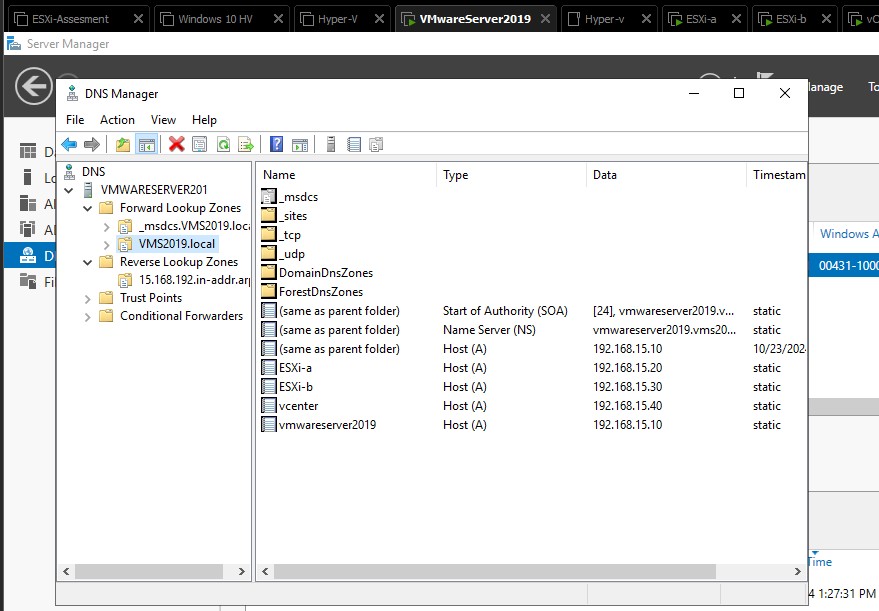 ESXi-Assesment
Windows 10 HV
Hyper-V
VMwareServer2019
Hyper-v
ESXi-a
ESXi-b
vC
Server Manager
Manage
To
DNS Manager
File Action View Help
DNS
VMWARESERVER201
Forward Lookup Zones
_msdcs.VMS2019.loca
VMS2019.local
Reverse Lookup Zones
15.168.192.in-addr.arp
Trust Points
Conditional Forwarders
Name Type Data Timestam
_msdcs
_sites
_tcp
_udp
DomainDnsZones
ForestDnsZones
(same as parent folder) Start of Authority (SOA) [24], vmwareserver2019.v... static
(same as parent folder) Name Server (NS) vmwareserver2019.vms20... static
(same as parent folder) Host (A) 192.168.15.10 10/23/202
ESXi-a Host (A) 192.168.15.20 static
ESXi-b Host (A) 192.168.15.30 static
vcenter Host (A) 192.168.15.40 static
vmwareserver2019 Host (A) 192.168.15.10 static
D
Lo
Al
Al
D
Fi
Windows A
00431-1000
Time
4 1:27:31 PM